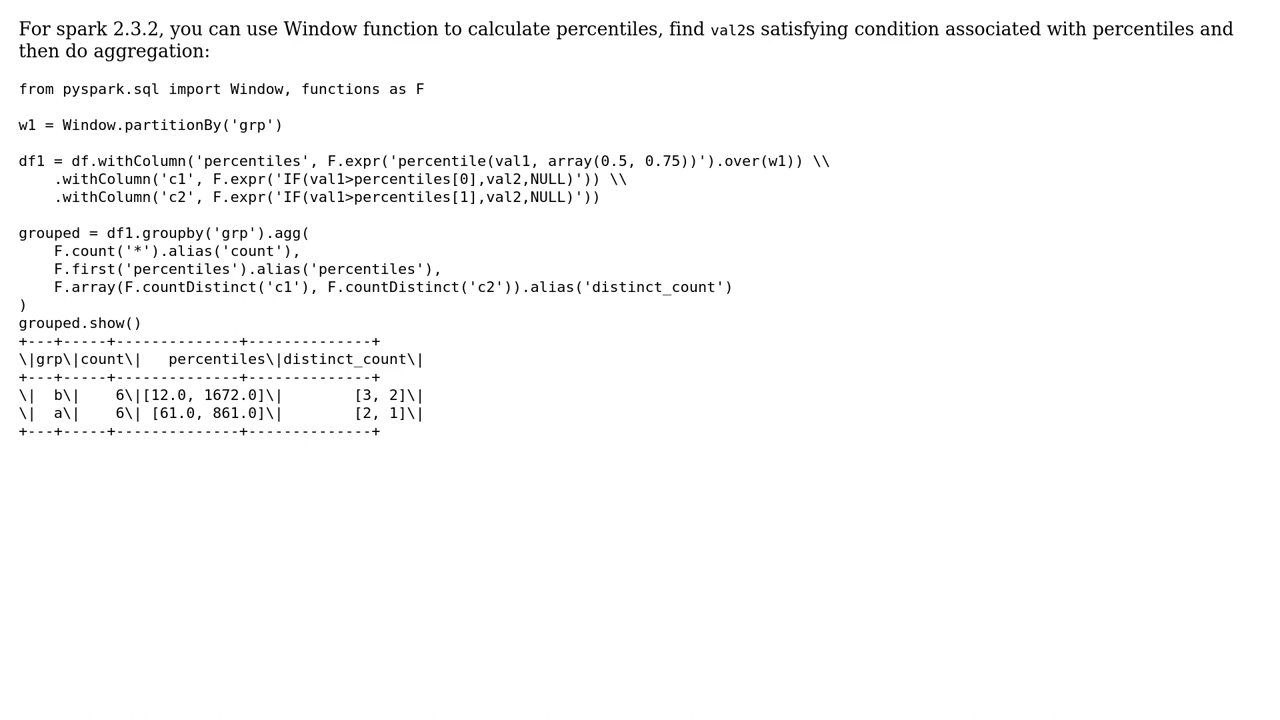 For spark 2.3.2, you can use Window function to calculate percentiles, find val2s satisfying condition associated with percentiles and
then do aggregation:
from pyspark.sql import Window, functions as F
w1 = Window.partitionBy('grp')
df1 = df.withColumn('percentiles', F.expr('percentile(val1, array(0.5, 0.75))').over(w1)) \\
    .withColumn('c1', F.expr('IF(val1>percentiles[0],val2,NULL)')) \\
    .withColumn('c2', F.expr('IF(val1>percentiles[1],val2,NULL)'))
grouped = df1.groupby('grp').agg(
    F.count('*').alias('count'),
    F.first('percentiles').alias('percentiles'),
    F.array(F.countDistinct('c1'), F.countDistinct('c2')).alias('distinct_count')
)
grouped.show()
+---+-----+--------------+--------------+
\|grp\|count\|   percentiles\|distinct_count\|
+---+-----+--------------+--------------+
\|  b\|    6\|[12.0, 1672.0]\|        [3, 2]\|
\|  a\|    6\| [61.0, 861.0]\|        [2, 1]\|
+---+-----+--------------+--------------+